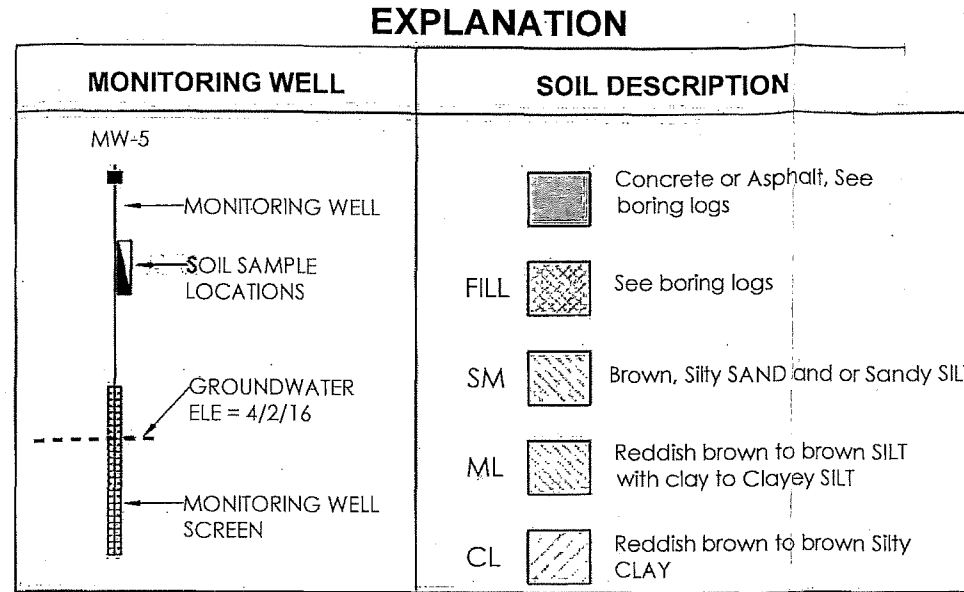 EXPLANATION
MONITORING WELL
MW-5
MONITORING WELL
SOIL SAMPLE
LOCATIONS
GROUNDWATER
ELE = 4/2/16
MONITORING WELL
SCREEN
SOIL DESCRIPTION
Concrete or Asphalt, See
boring logs
FILL See boring logs
SM Brown, Silty SAND and or Sandy SIL
ML Reddish brown to brown SILT
with clay to Clayey SILT
CL Reddish brown to brown Silty
CLAY